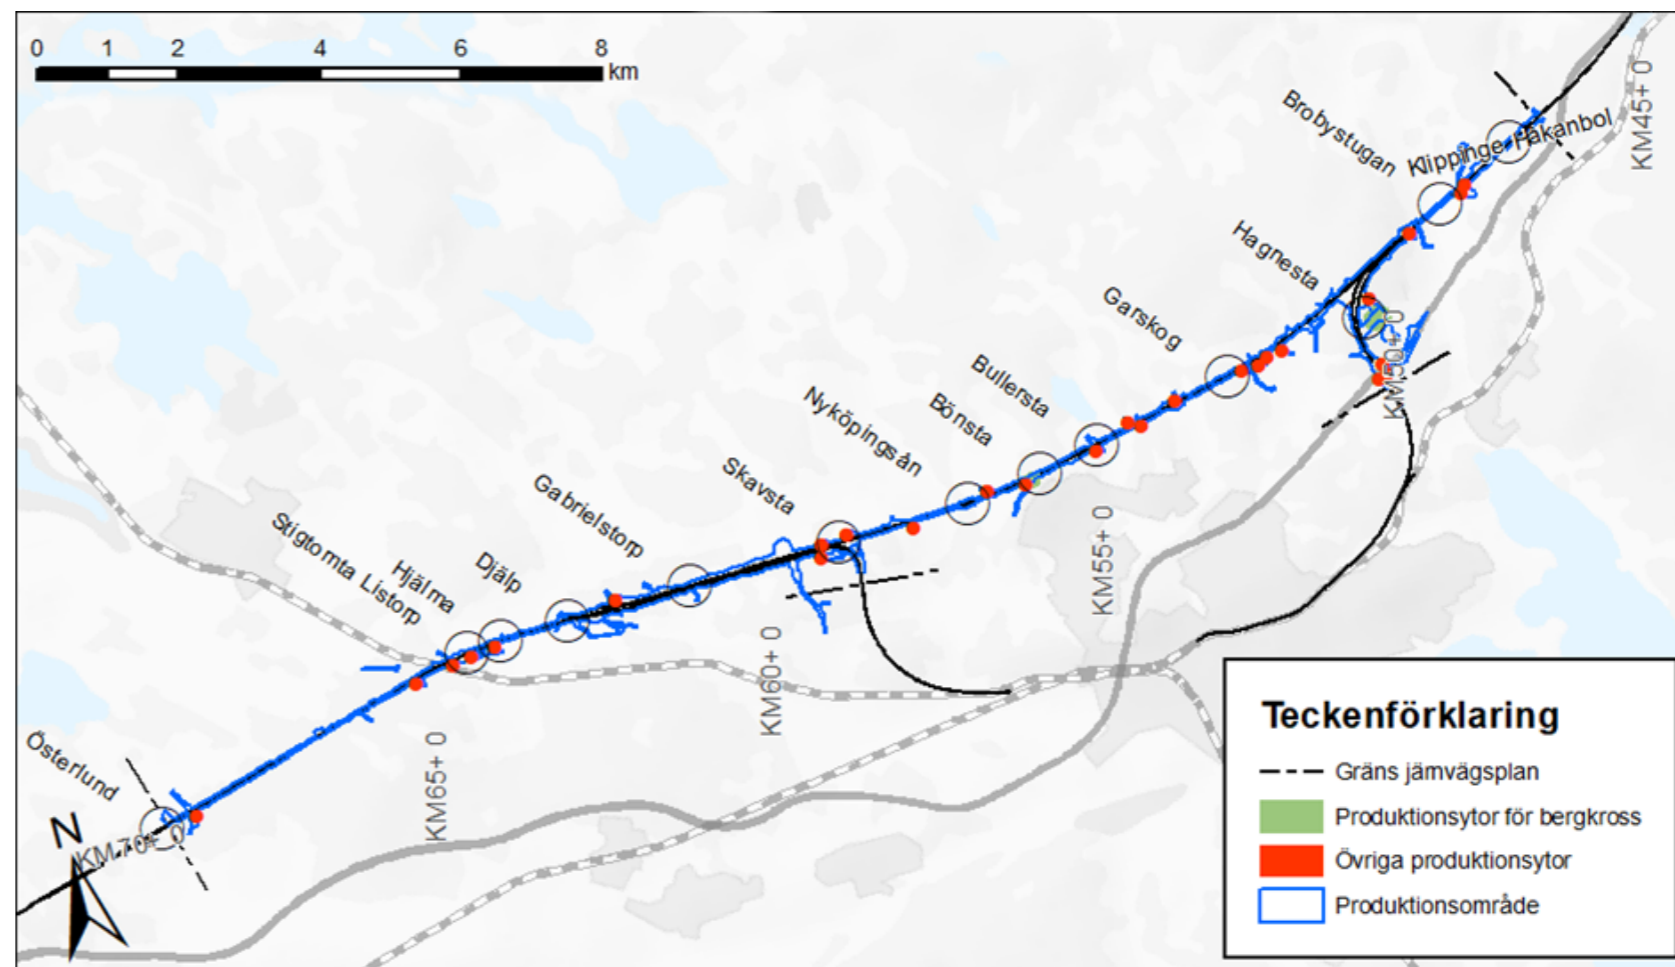 0 1 2 4 6 8
km
Brobystugan
Klippinge Håkanbol
KM45+ 0
Hagnesta
Garskog
KM50+ 0
Bullersta
Bönsta
Nyköpingsån
Skavsta
Gabrielstorp
Djälp
Hjälma
Stigtomta Listorp
KM55+ 0
KM60+ 0
KM65+ 0
Österlund
KM70+ 0
N
Teckenförklaring
Gräns järnvägsplan
Produktionsytor för bergkross
Övriga produktionsytor
Produktionsområde